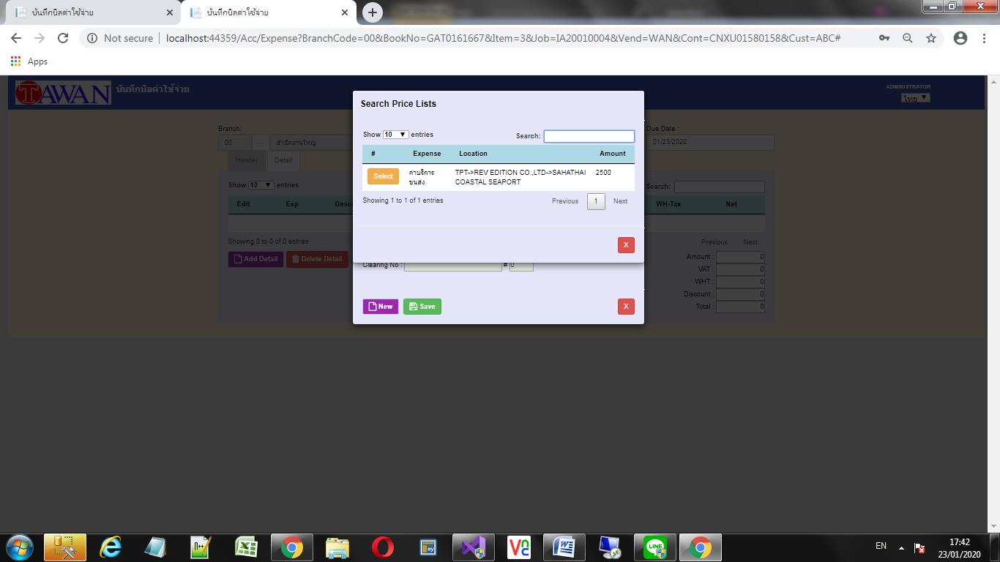 บันทึกบิลค่าใช้จ่าย
บันทึกบิลค่าใช้จ่าย
Not secure | localhost:44359/Acc/Expense?BranchCode=00&BookNo=GAT0161667&Item=3&Job=IA20010004&Vend=WAN&Cont=CNXU01580158&Cust=ABC#
Apps
TAWAN บันทึกบิลค่าใช้จ่าย
ADMINISTRATOR
ไทย
Search Price Lists
Show 10 entries
Search:
# Expense Location Amount
Select ค่าบริการ TPT->REV EDITION CO.,LTD->SAHATHAI 2500
ขนส่ง COASTAL SEAPORT
Showing 1 to 1 of 1 entries
Previous 1 Next
X
Clearing No : # 0
New Save X
Branch:
00 ... สำนักงานใหญ่
Due Date :
01/23/2020
Header Detail
Show 10 entries
Search:
Edit Exp WH-Tax Net
Showing 0 to 0 of 0 entries
Previous Next
Add Detail Delete Detail
Amount : 0
VAT : 0
WHT : 0
Discount : 0
Total : 0
EN
17:42
23/01/2020